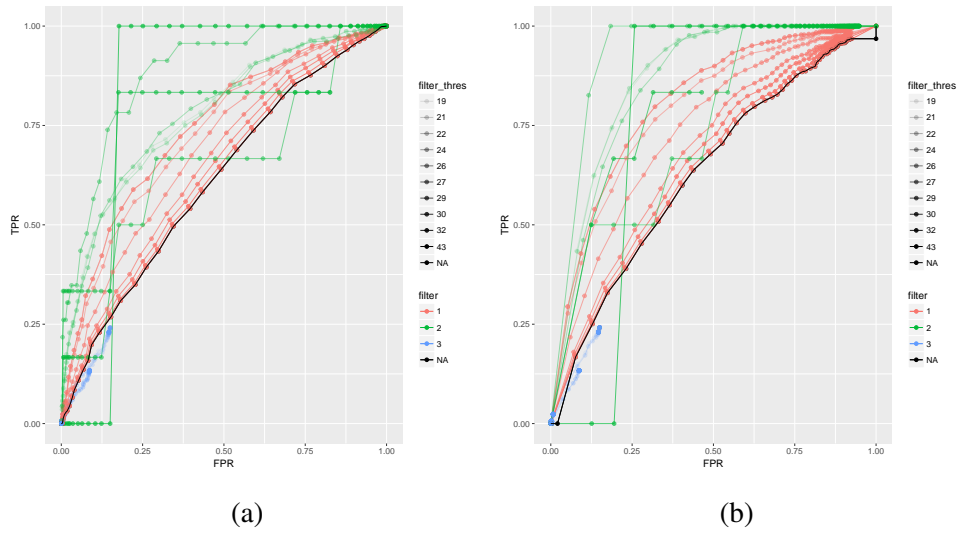 1.00
0.75
0.50
0.25
0.00
TPR
0.00 0.25 0.50 0.75 1.00
FPR
filter_thres
19
21
22
24
26
27
29
30
32
43
NA
filter
1
2
3
NA
(a)
1.00
0.75
0.50
0.25
0.00
TPR
0.00 0.25 0.50 0.75 1.00
FPR
filter_thres
19
21
22
24
26
27
29
30
32
43
NA
filter
1
2
3
NA
(b)